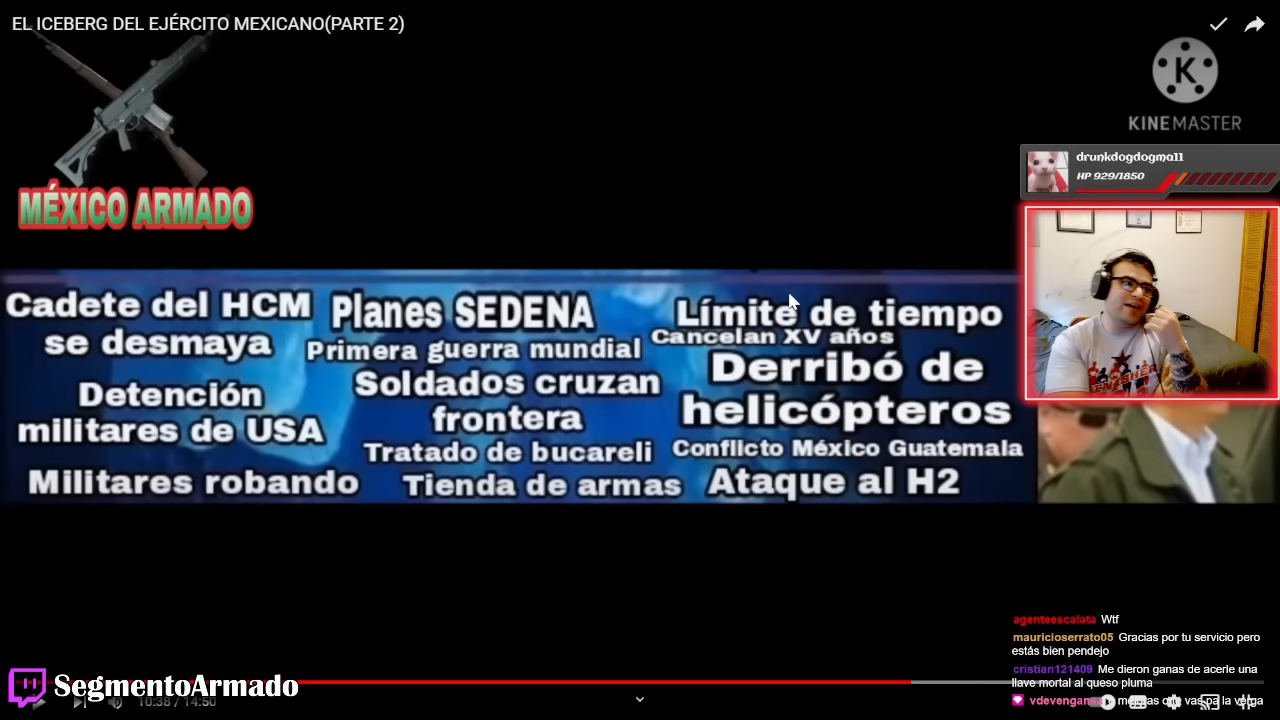 EL ICEBERG DEL EJÉRCITO MEXICANO(PARTE 2)
K
KINEMASTER
MÉXICO ARMADO
drunkdogdogma11
HP 929/1850
Cadete del HCM
se desmaya
Planes SEDENA
Límite de tiempo
Primera guerra mundial
Cancelan XV años
Detención
militares de USA
Soldados cruzan
frontera
Derribó de
helicópteros
Tratado de bucareli
Conflicto México Guatemala
Militares robando
Tienda de armas
Ataque al H2
agenteescalata Wtf
mauricioserrato05 Gracias por tu servicio pero
estás bien pendejo
cristian121409 Me dieron ganas de acerle una
llave mortal al queso pluma
vas pa la verga
SegmentoArmado
10:38 / 14:50